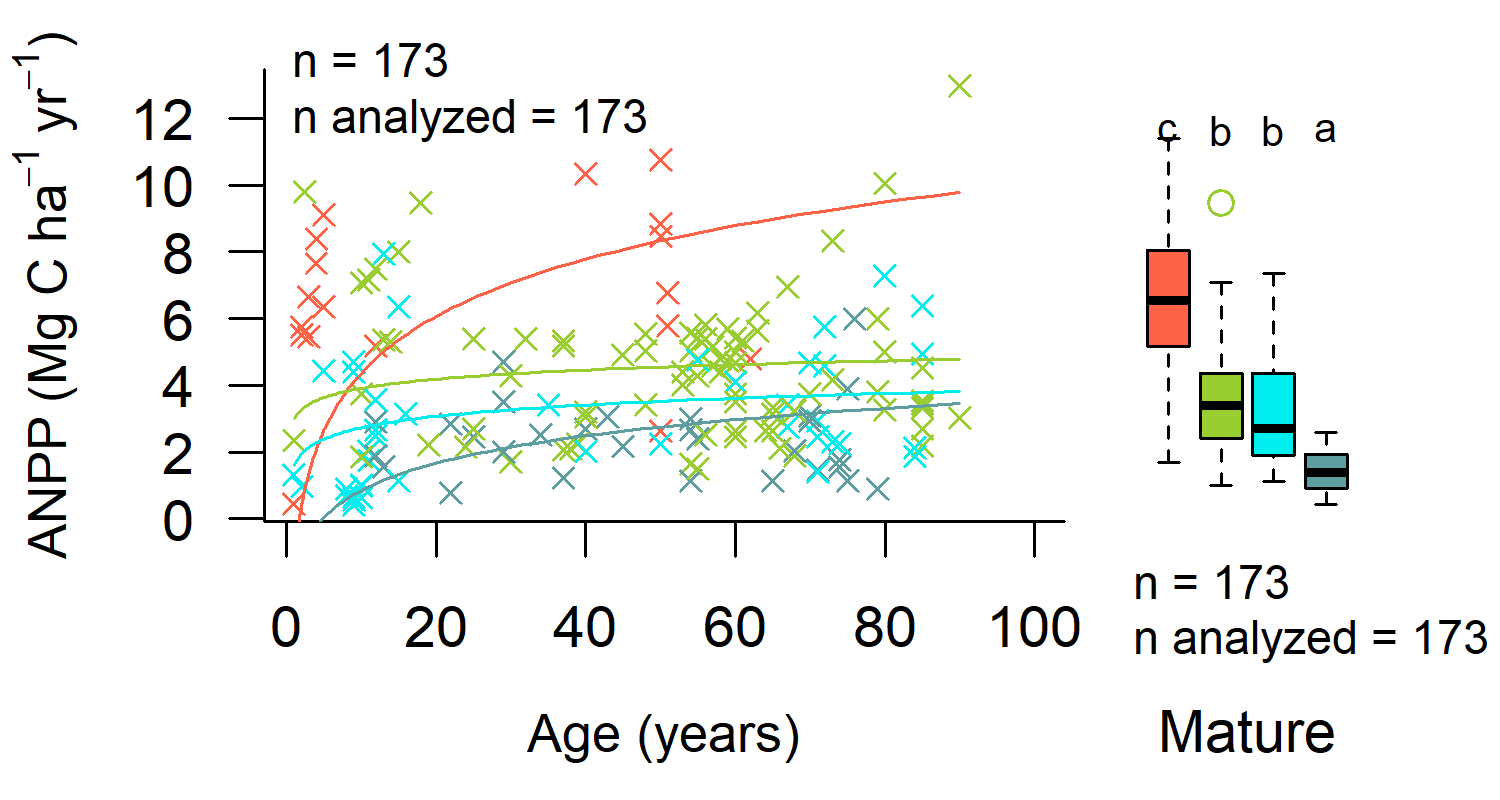 n = 173
n analyzed = 173
ANPP (Mg C ha⁻¹ yr⁻¹)
12
10
8
6
4
2
0
0 20 40 60 80 100
Age (years)
c b b a
n = 173
n analyzed = 173
Mature